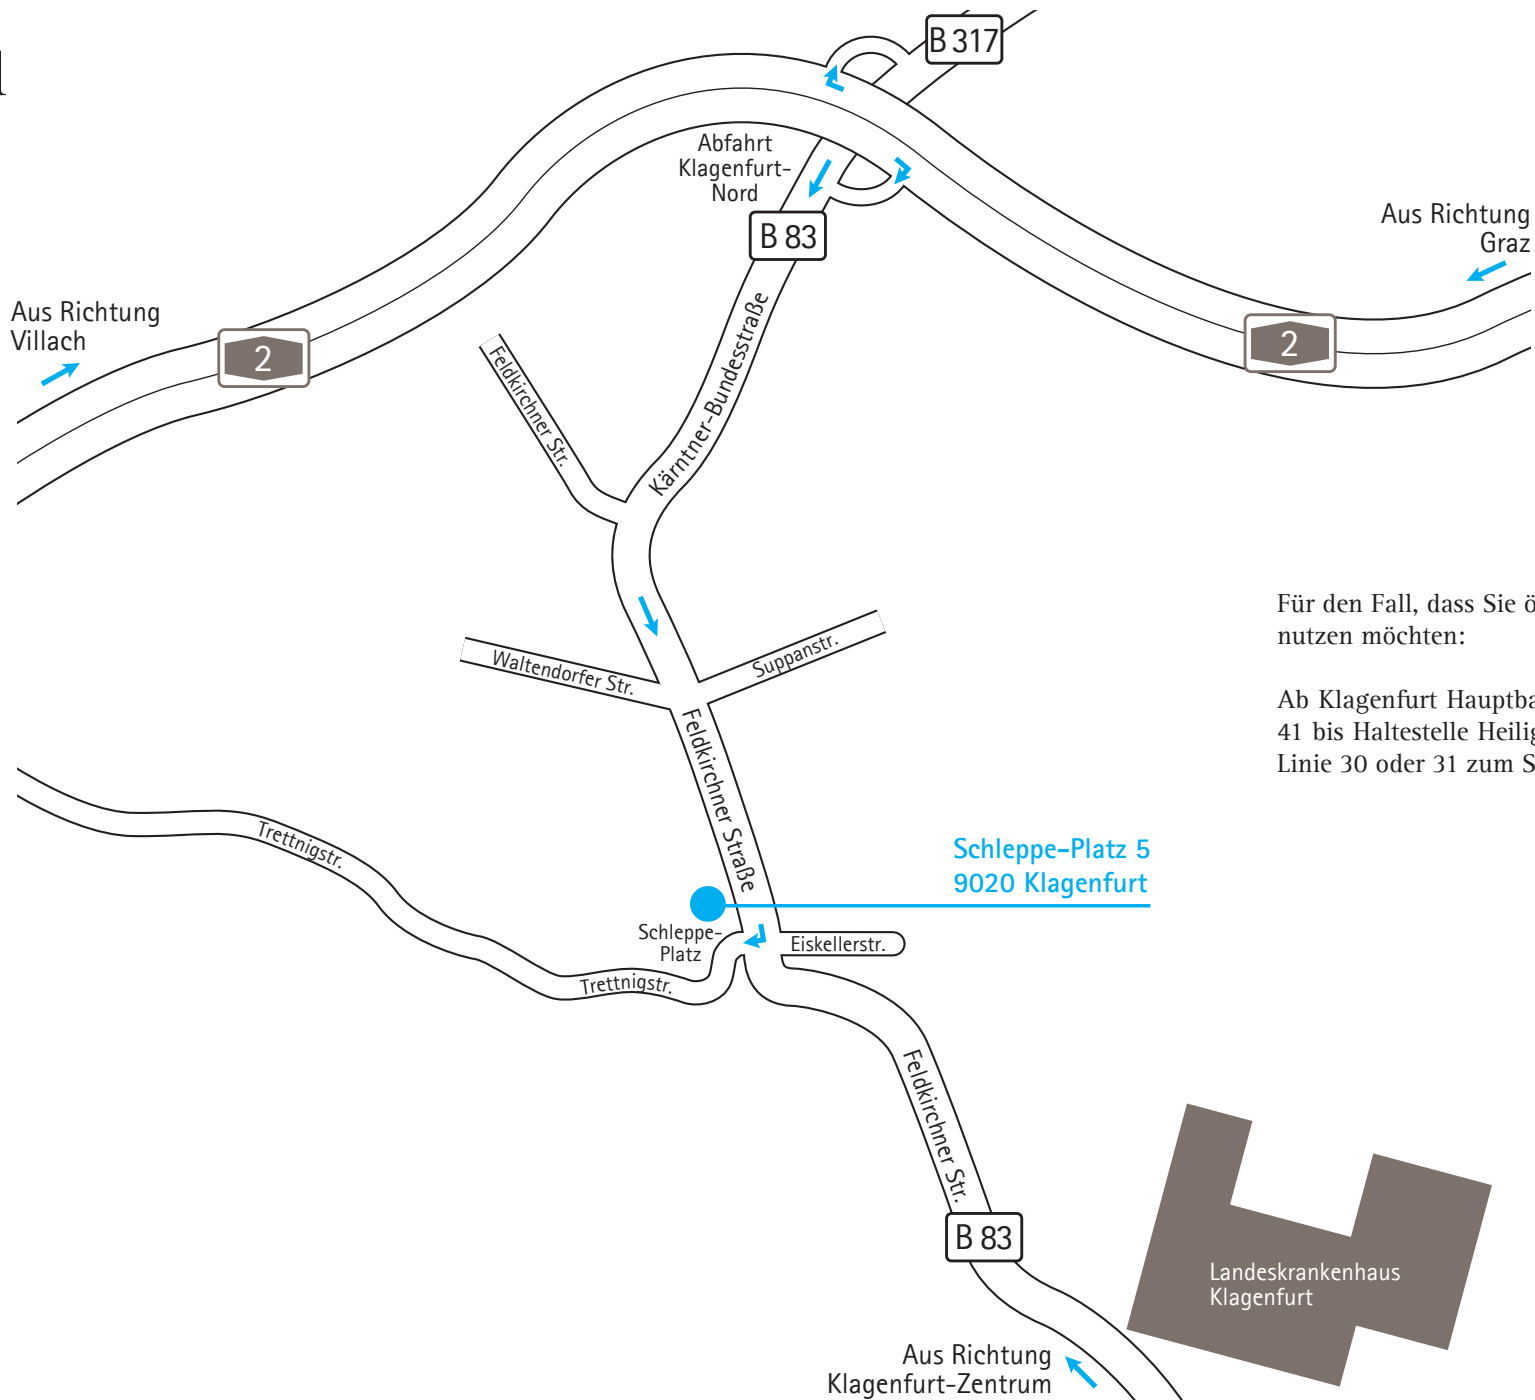 B 317
Abfahrt
Klagenfurt-
Nord
B 83
Aus Richtung
Graz
Aus Richtung
Villach
2
2
Feldkirchner Str.
Kärntner-Bundesstraße
Für den Fall, dass Sie
nutzen möchten:
Waltendorfer Str.
Suppanstr.
Ab Klagenfurt
41 bis Haltestelle
Linie 30 oder 31 zum
Feldkirchner Straße
Trettnigstr.
Schleppe-Platz 5
9020 Klagenfurt
Schleppe-
Platz
Eiskellerstr.
Trettnigstr.
Feldkirchner Str.
B 83
Landeskrankenhaus
Klagenfurt
Aus Richtung
Klagenfurt-Zentrum